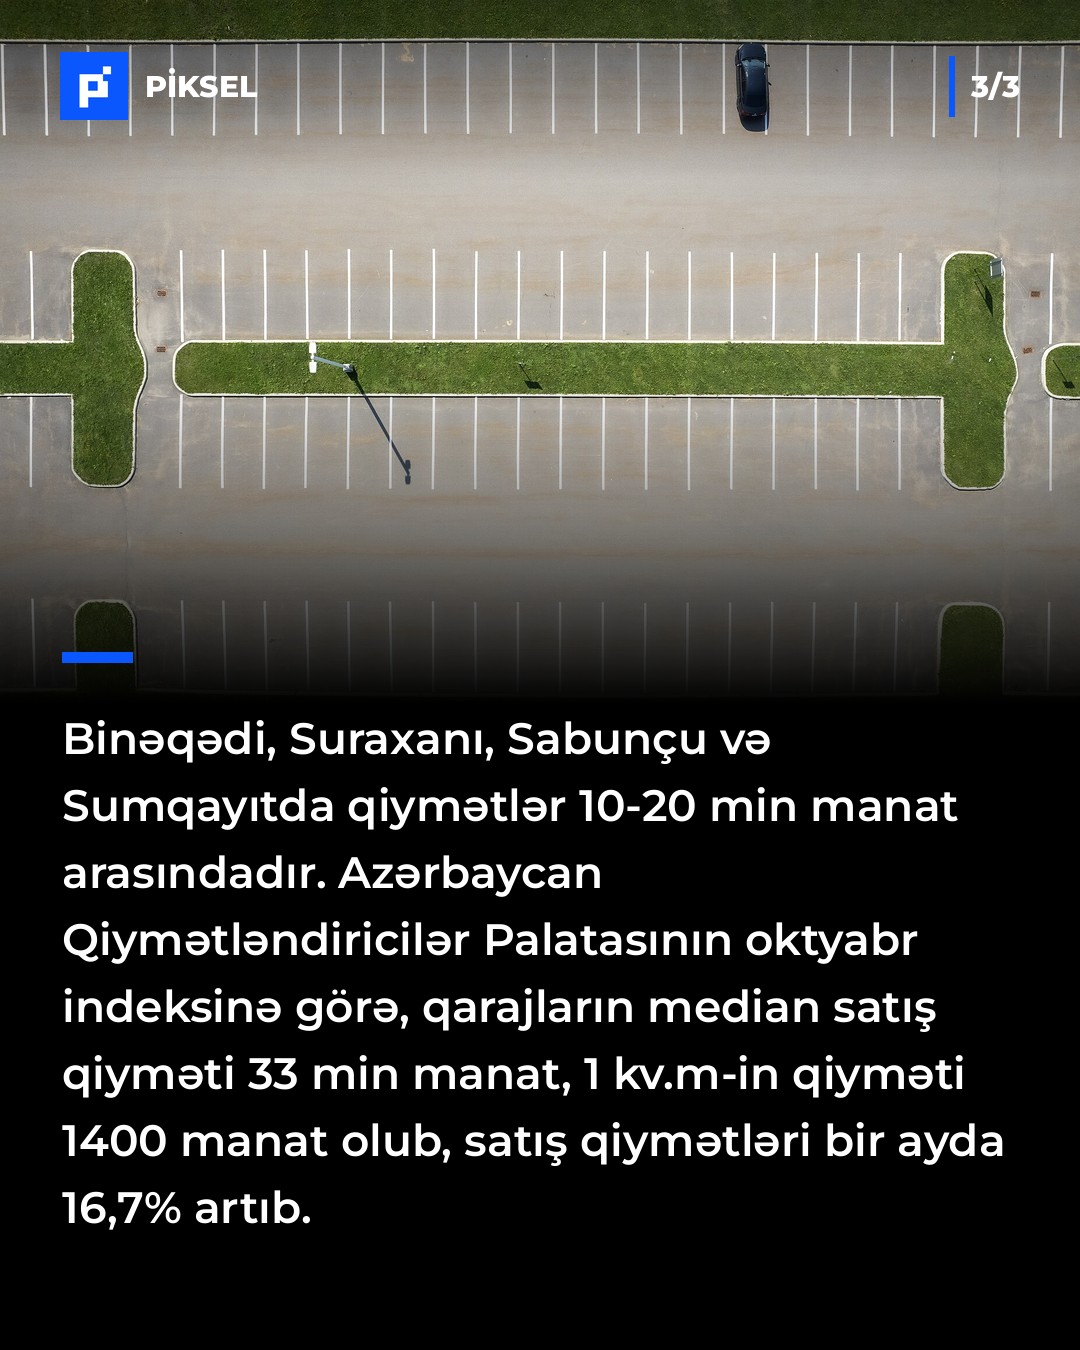 PİKSEL
3/3
Binəqədi, Suraxanı, Sabunçu və
Sumqayıtda qiymətlər 10-20 min manat
arasındadır. Azərbaycan
Qiymətləndiricilər Palatasının oktyabr
indeksinə görə, qarajların median satış
qiyməti 33 min manat, 1 kv.m-in qiyməti
1400 manat olub, satış qiymətləri bir ayda
16,7% artıb.